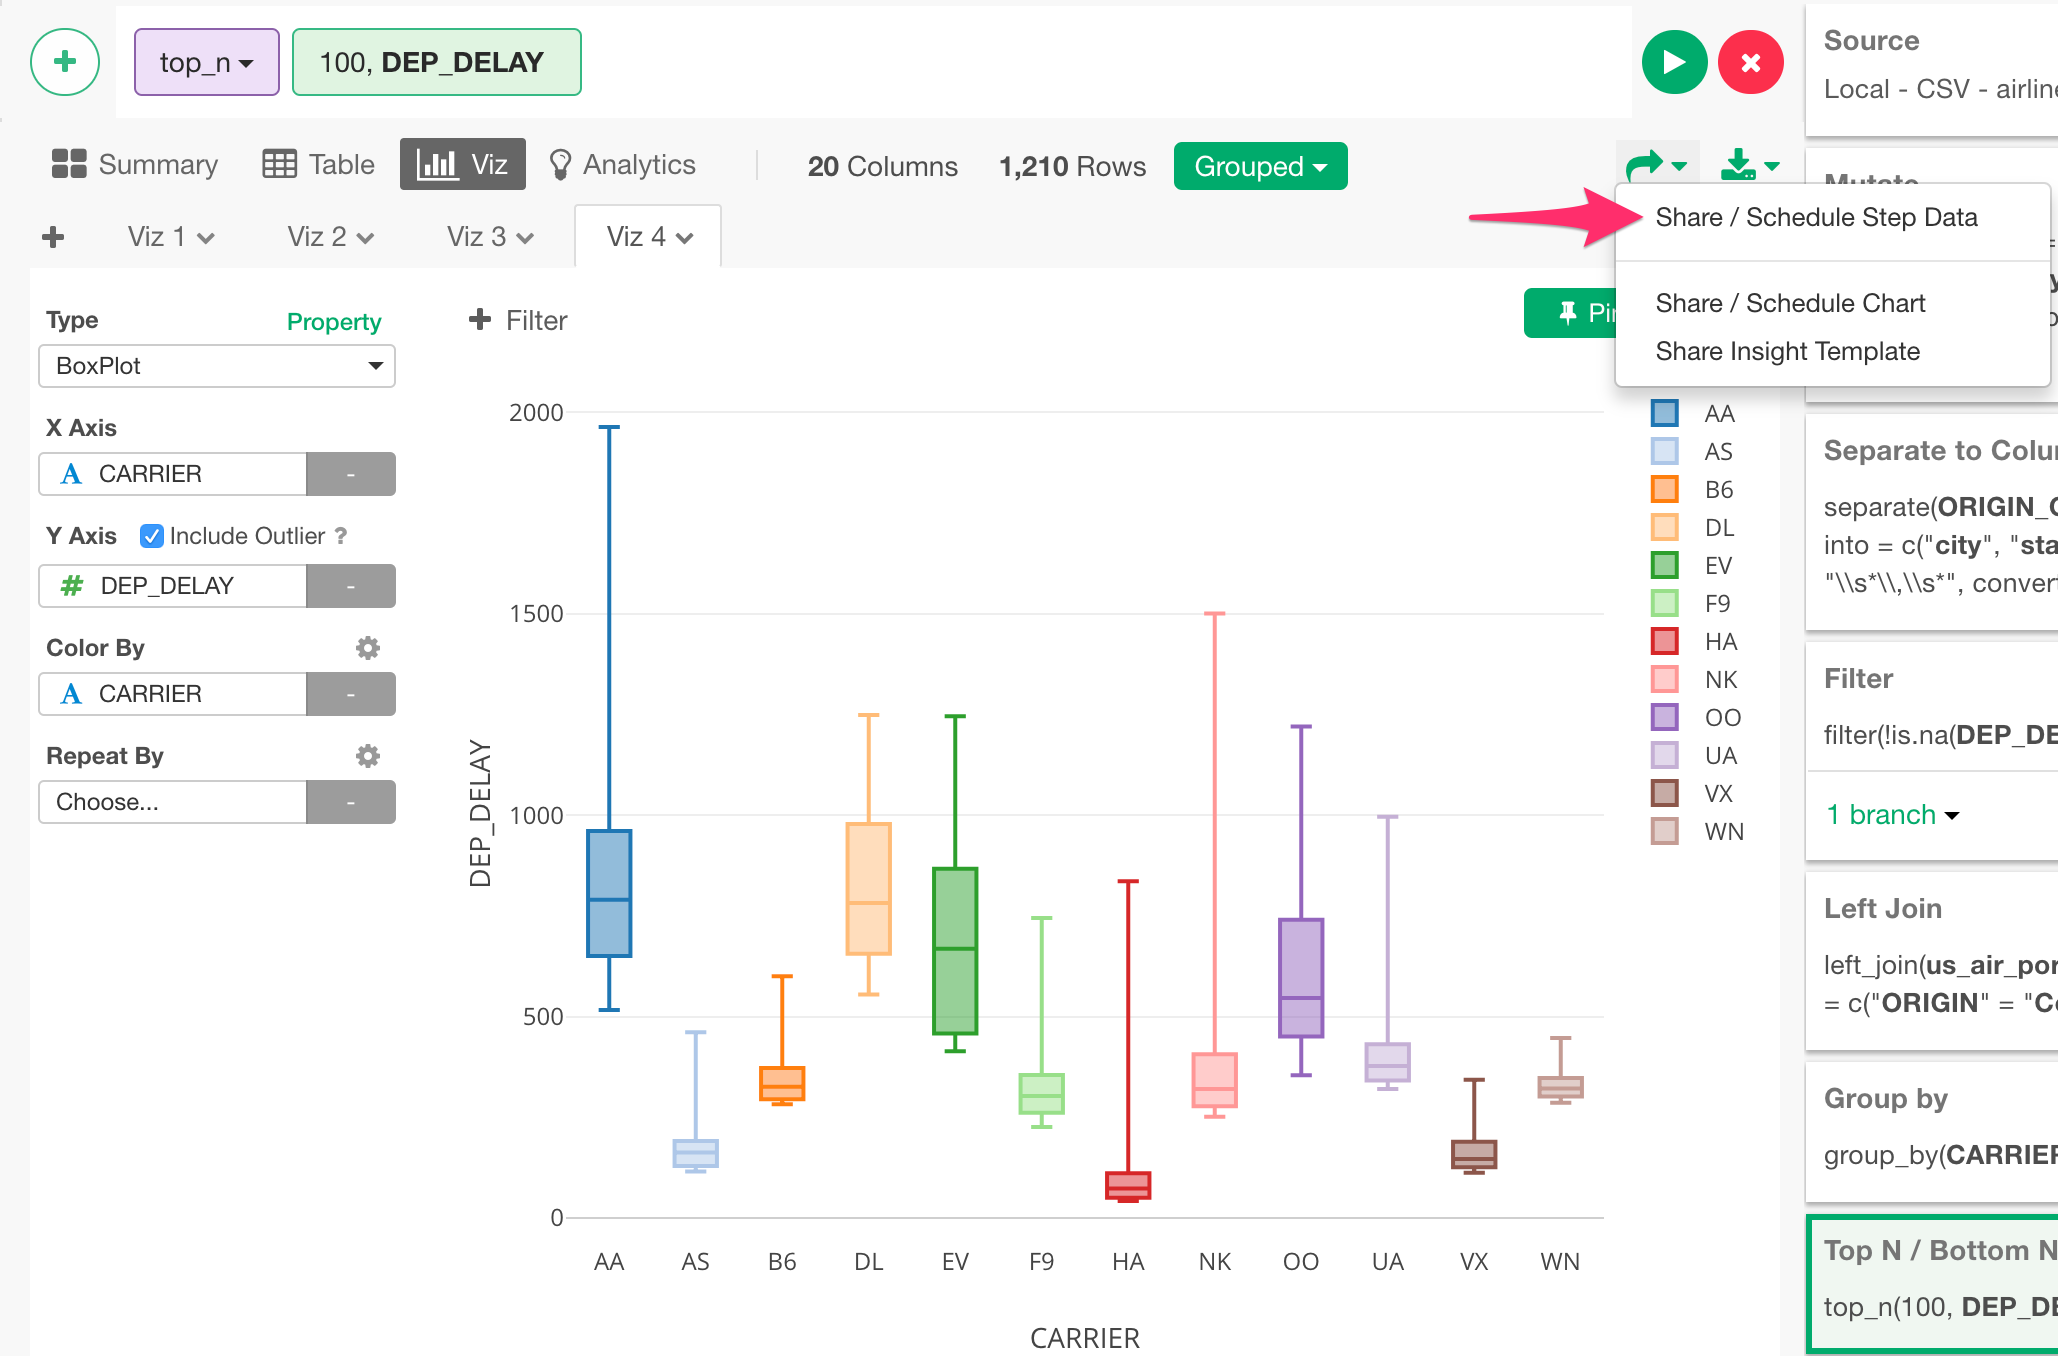 top_n
100, DEP_DELAY
Summary
Table
Viz
Analytics
20 Columns
1,210 Rows
Grouped
Viz 1
Viz 2
Viz 3
Viz 4
Share / Schedule Step Data
Share / Schedule Chart
Share Insight Template
Type
Property
BoxPlot
X Axis
A CARRIER
-
Y Axis
Include Outlier ?
# DEP_DELAY
-
Color By
A CARRIER
-
Repeat By
Choose...
-
Filter
2000
1500
1000
500
0
DEP_DELAY
AA
AS
B6
DL
EV
F9
HA
NK
OO
UA
VX
WN
CARRIER
AA
AS
B6
DL
EV
F9
HA
NK
OO
UA
VX
WN
Source
Local - CSV - airline
Mutate
Separate to Colu
separate(ORIGIN_
into = c("city", "sta
"\\s*\\,\\s*", conver
Filter
filter(!is.na(DEP_DE
1 branch
Left Join
left_join(us_air_por
= c("ORIGIN" = "C
Group by
group_by(CARRIER
Top N / Bottom N
top_n(100, DEP_DE